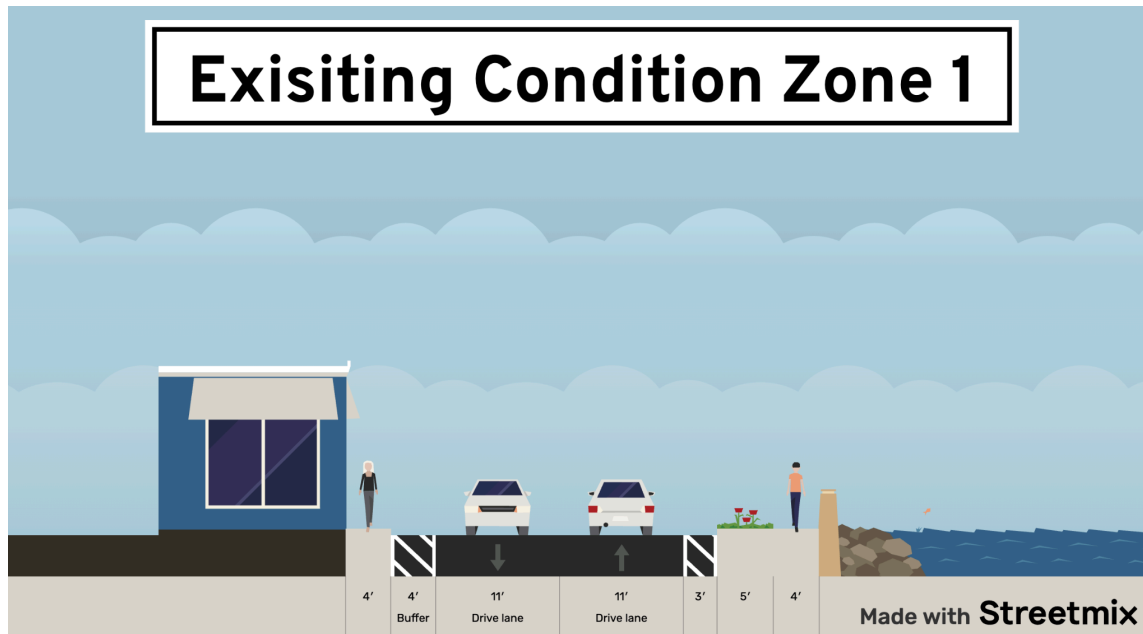 Exisiting Condition Zone 1
4' 4' 11' 11' 3' 5' 4'
Buffer Drive lane Drive lane
Made with Streetmix